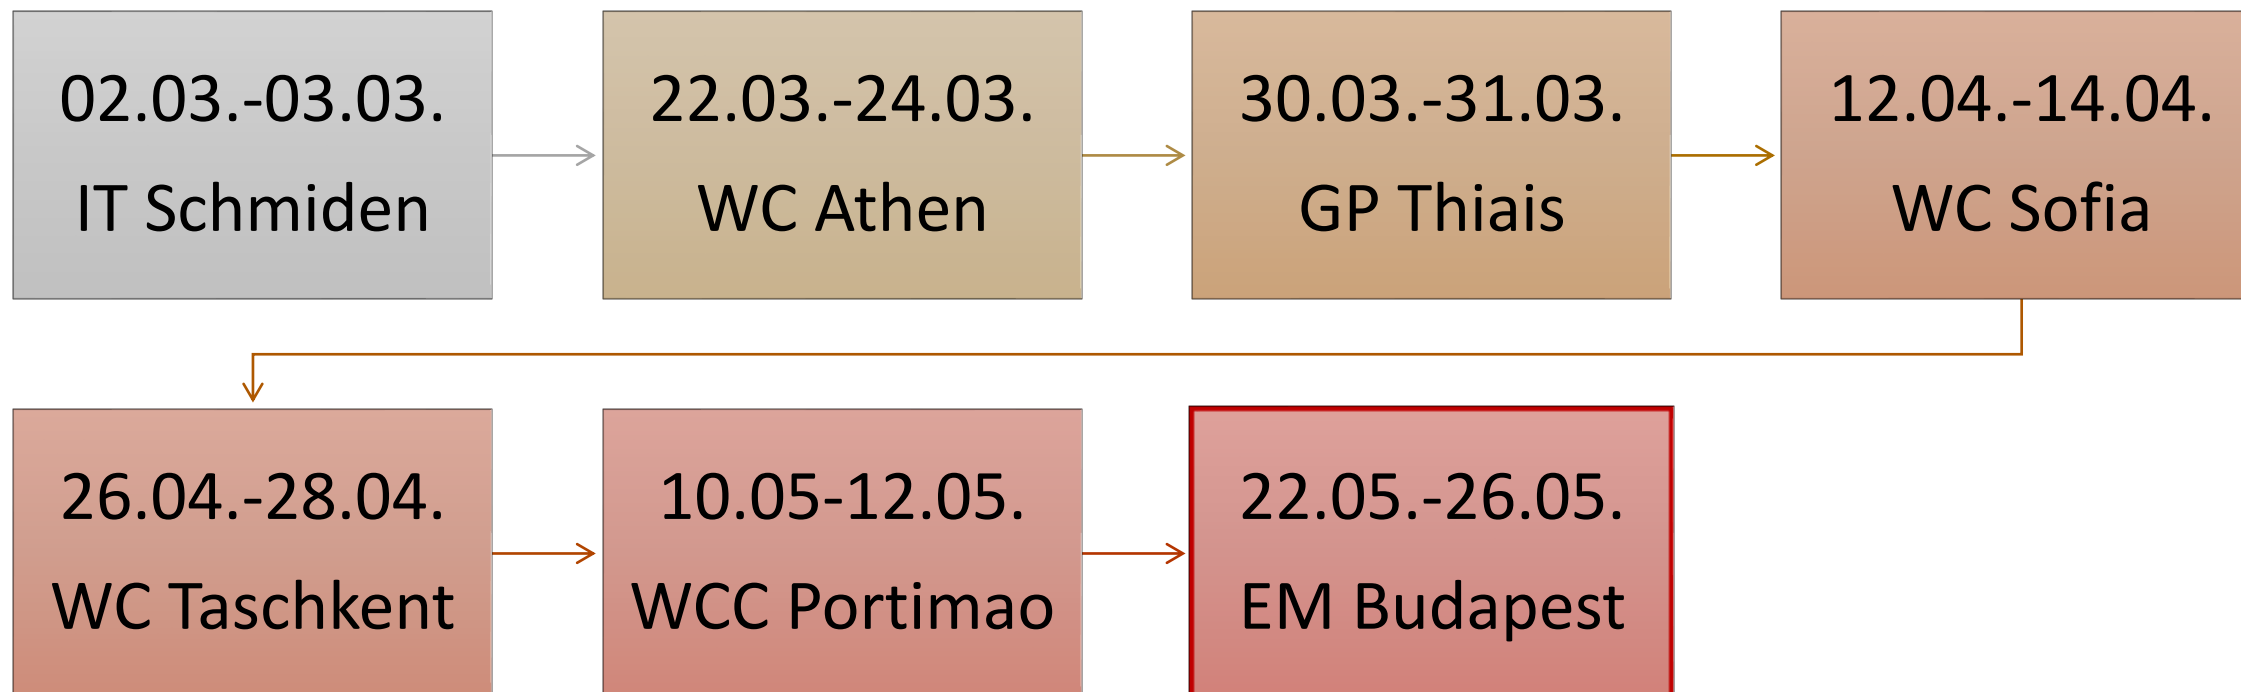 02.03.-03.03.
IT Schmiden
22.03.-24.03.
WC Athen
30.03.-31.03.
GP Thiais
12.04.-14.04.
WC Sofia
26.04.-28.04.
WC Taschkent
10.05-12.05.
WCC Portimao
22.05.-26.05.
EM Budapest